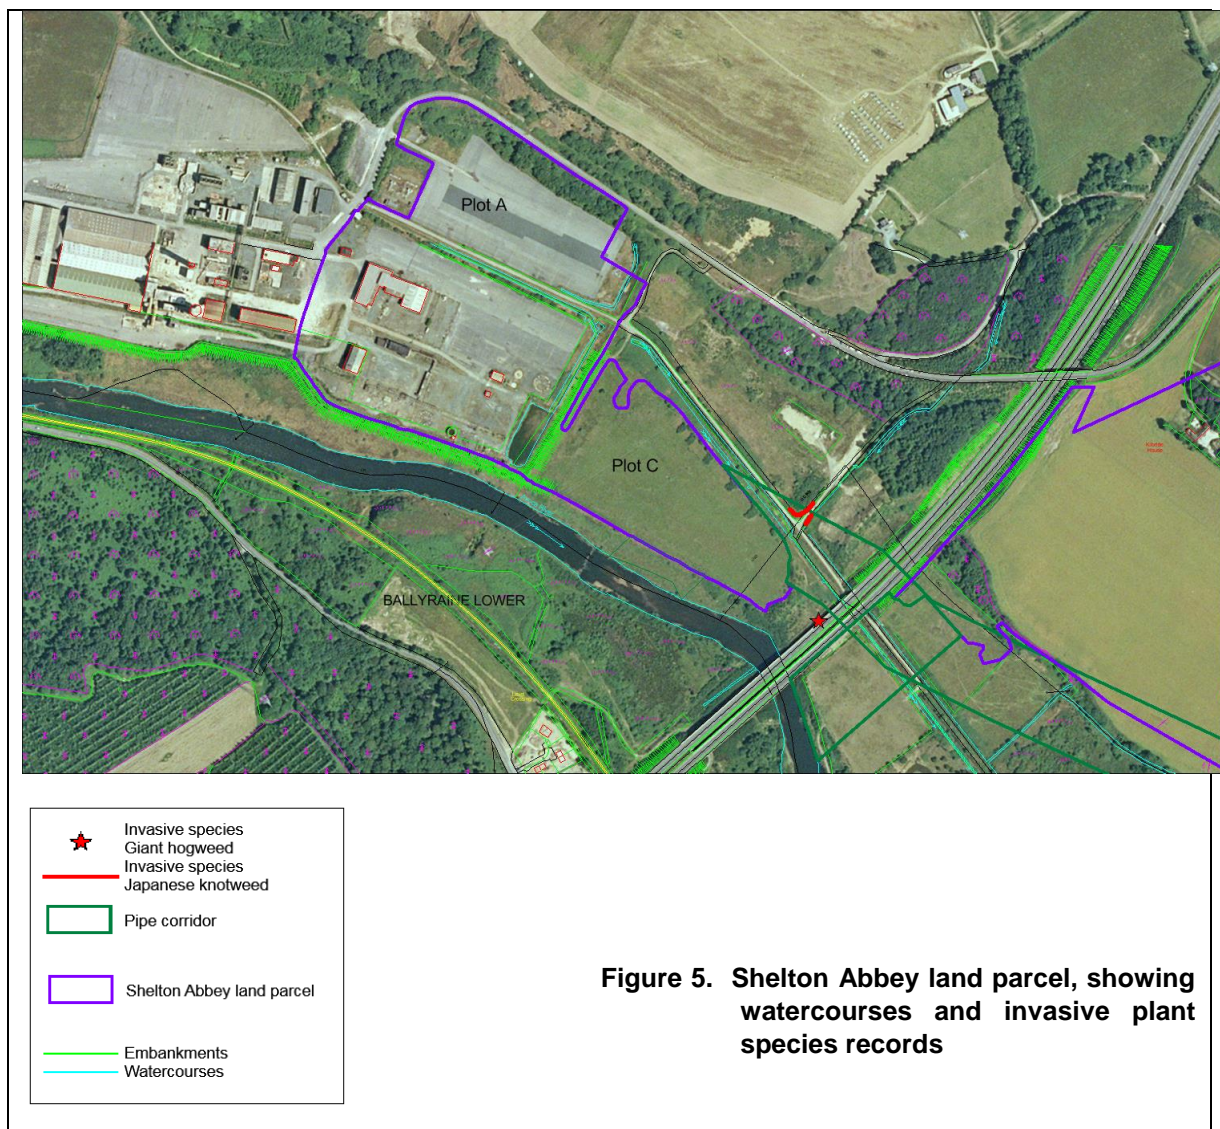 Plot A
Plot C
BALLYRAINE LOWER
Invasive species
Giant hogweed
Invasive species
Japanese knotweed
Pipe corridor
Shelton Abbey land parcel
Embankments
Watercourses
Figure 5. Shelton Abbey land parcel, showing
watercourses and invasive plant
species records